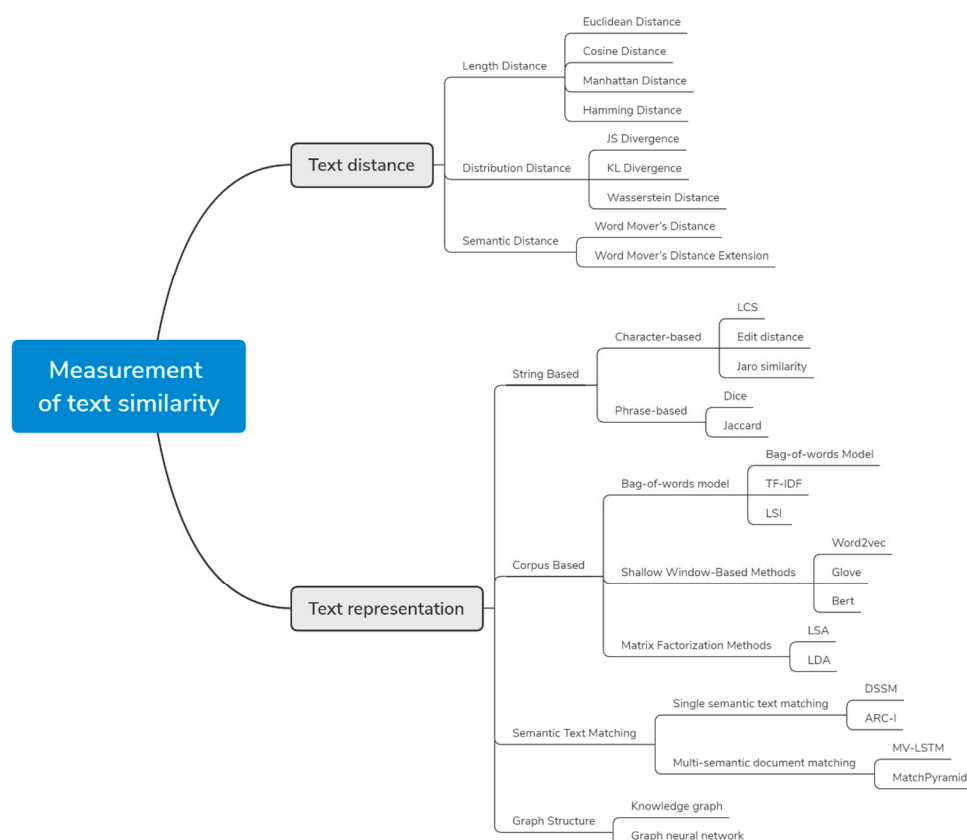 Measurement
of text similarity
Text distance
Length Distance
Euclidean Distance
Cosine Distance
Manhattan Distance
Hamming Distance
Distribution Distance
JS Divergence
KL Divergence
Wasserstein Distance
Semantic Distance
Word Mover's Distance
Word Mover's Distance Extension
Text representation
String Based
Character-based
LCS
Edit distance
Jaro similarity
Phrase-based
Dice
Jaccard
Corpus Based
Bag-of-words model
Bag-of-words Model
TF-IDF
LSI
Shallow Window-Based Methods
Word2vec
Glove
Bert
Matrix Factorization Methods
LSA
LDA
Semantic Text Matching
Single semantic text matching
DSSM
ARC-I
Multi-semantic document matching
MV-LSTM
MatchPyramid
Graph Structure
Knowledge graph
Graph neural network